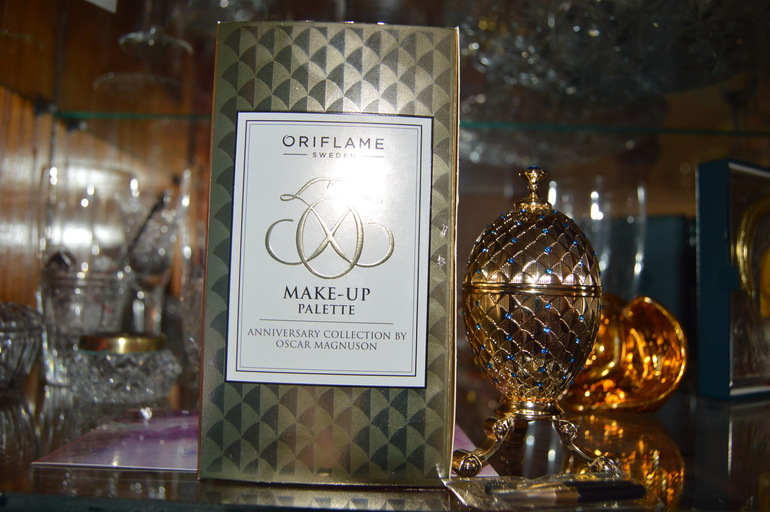 ORIFLAME
SWEDEN
MAKE-UP
PALETTE
ANNIVERSARY COLLECTION BY
OSCAR MAGNUSON